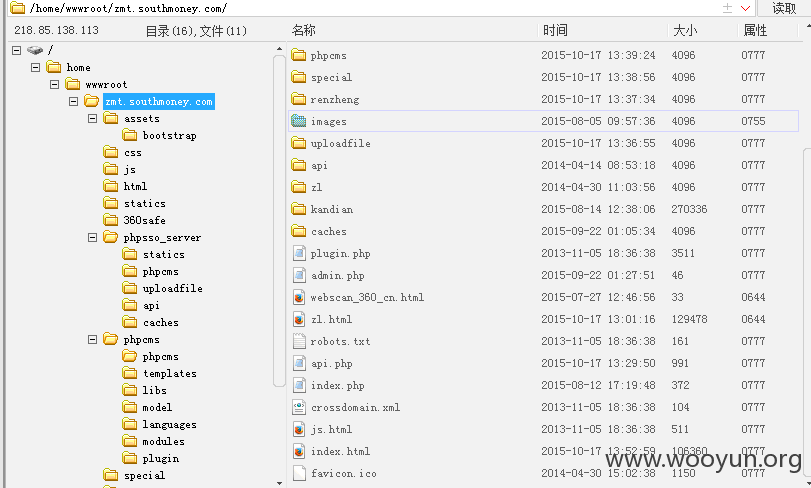 /home/wwwroot/zmt.southmoney.com/ 读取
218.85.138.113 目录(16),文件(11) 名称 时间 大小 属性
/
home
wwwroot
zmt.southmoney.com
assets
bootstrap
css
js
html
statics
360safe
phpsso_server
statics
phpcms
uploadfile
api
caches
phpcms
phpcms
templates
libs
model
languages
modules
plugin
special
phpcms 2015-10-17 13:39:24 4096 0777
special 2015-10-17 13:38:56 4096 0777
renzheng 2015-10-17 13:37:34 4096 0777
images 2015-08-05 09:57:36 4096 0755
uploadfile 2015-10-17 13:36:55 4096 0777
api 2014-04-14 08:53:18 4096 0777
zl 2014-04-30 11:03:56 4096 0777
kandian 2015-08-14 12:38:06 270336 0777
caches 2015-09-22 01:05:34 4096 0777
plugin.php 2013-11-05 18:36:38 3511 0777
admin.php 2015-09-22 01:27:51 46 0777
webscan_360_cn.html 2015-07-27 12:46:56 33 0644
zl.html 2015-10-17 13:01:16 129478 0644
robots.txt 2013-11-05 18:36:38 161 0777
api.php 2015-10-17 13:29:50 991 0777
index.php 2015-08-12 17:19:48 372 0777
crossdomain.xml 2013-11-05 18:36:38 104 0777
js.html 2013-11-05 18:36:38 511 0777
index.html 2015-10-17 13:52:59 106360 0777
favicon.ico 2014-04-30 15:02:38 1150 0777
www.wooyun.org